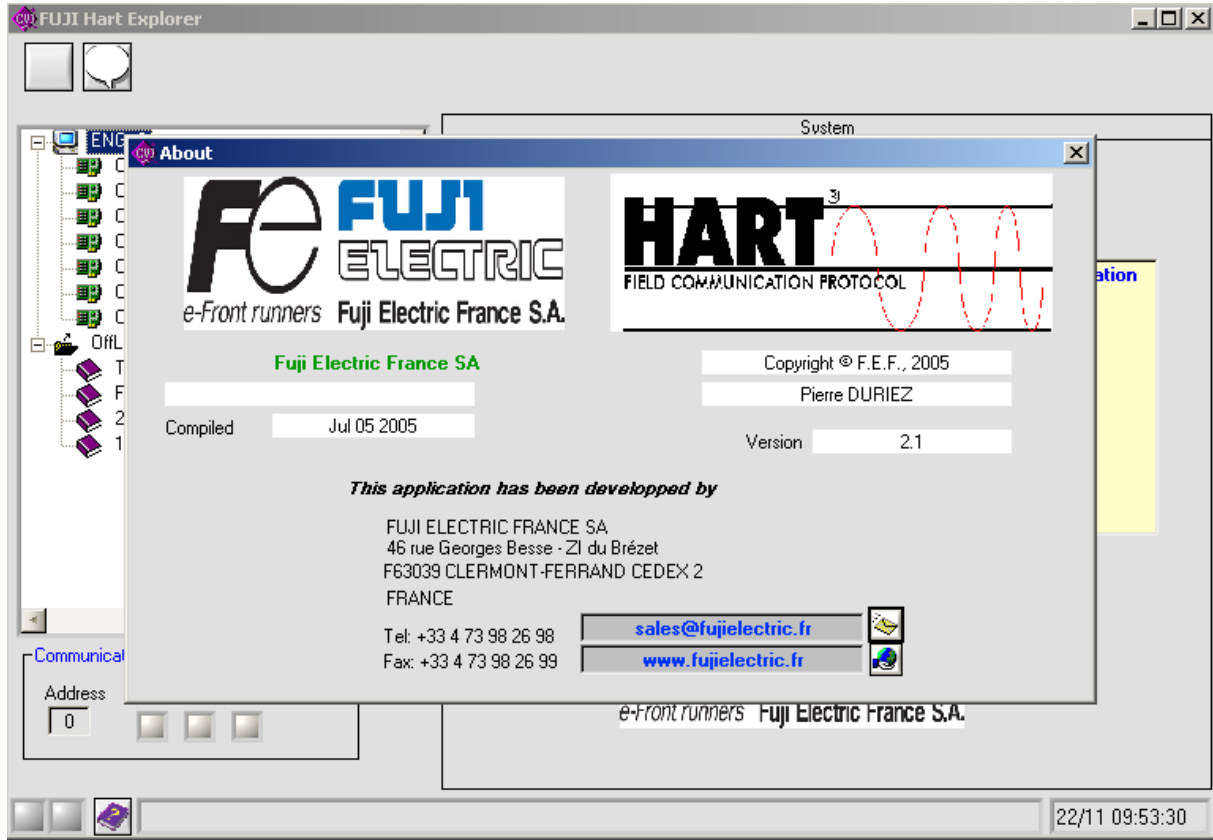 FUJI Hart Explorer
System
ENG
About
Fe FUJI
ELECTRIC
e-Front runners Fuji Electric France S.A.
HART
FIELD COMMUNICATION PROTOCOL
ation
OffL
Fuji Electric France SA
Copyright © F.E.F., 2005
Pierre DURIEZ
Compiled Jul 05 2005
Version 2.1
This application has been developped by
FUJI ELECTRIC FRANCE SA
46 rue Georges Besse - ZI du Brézet
F63039 CLERMONT-FERRAND CEDEX 2
FRANCE
Tel: +33 4 73 98 26 98
Fax: +33 4 73 98 26 99
sales@fujielectric.fr
www.fujielectric.fr
Communicat
Address
0
e-Front runners Fuji Electric France S.A.
22/11 09:53:30